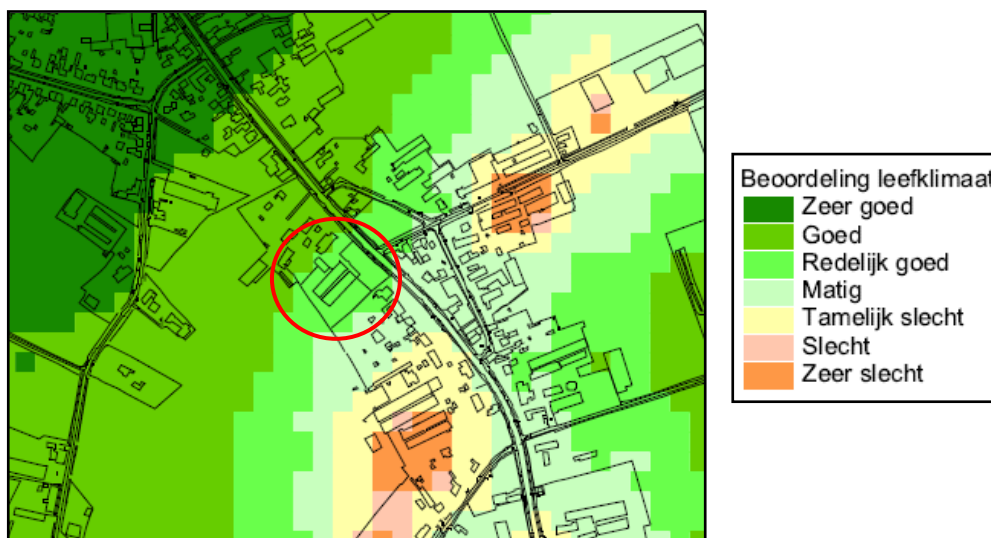 Beoordeling leefklimaat
Zeer goed
Goed
Redelijk goed
Matig
Tamelijk slecht
Slecht
Zeer slecht